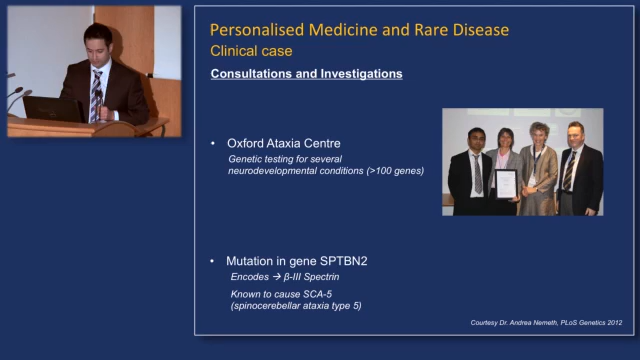 Personalised Medicine and Rare Disease
Clinical case
Consultations and Investigations
• Oxford Ataxia Centre
Genetic testing for several
neurodevelopmental conditions (>100 genes)
• Mutation in gene SPTBN2
Encodes → β-III Spectrin
Known to cause SCA-5
(spinocerebellar ataxia type 5)
Courtesy Dr. Andrea Nemeth, PLoS Genetics 2012